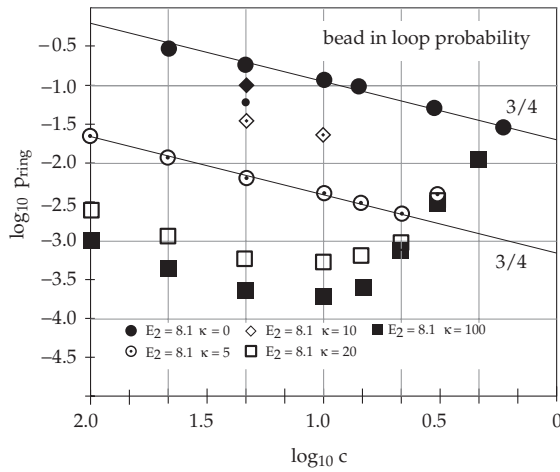 bead in loop probability
3/4
3/4
log10 pring
−0.5
−1.0
−1.5
−2.0
−2.5
−3.0
−3.5
−4.0
−4.5
E2 = 8.1 κ = 0
E2 = 8.1 κ = 10
E2 = 8.1 κ = 100
E2 = 8.1 κ = 5
E2 = 8.1 κ = 20
2.0 1.5 1.0 0.5 0
log10 c